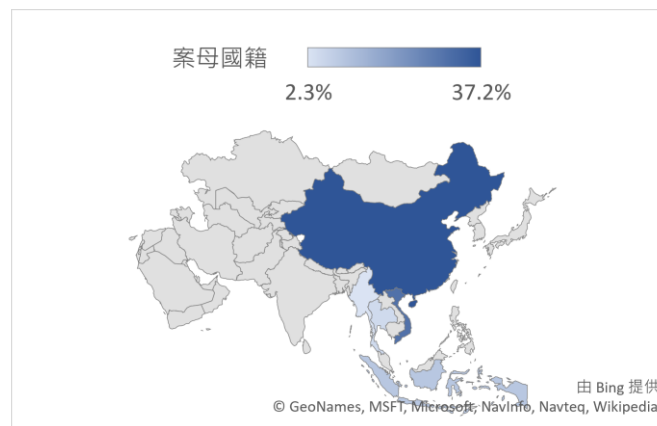 案母國籍
2.3% 37.2%
由 Bing 提供
© GeoNames, MSFT, Microsoft, NavInfo, Navteq, Wikipedia